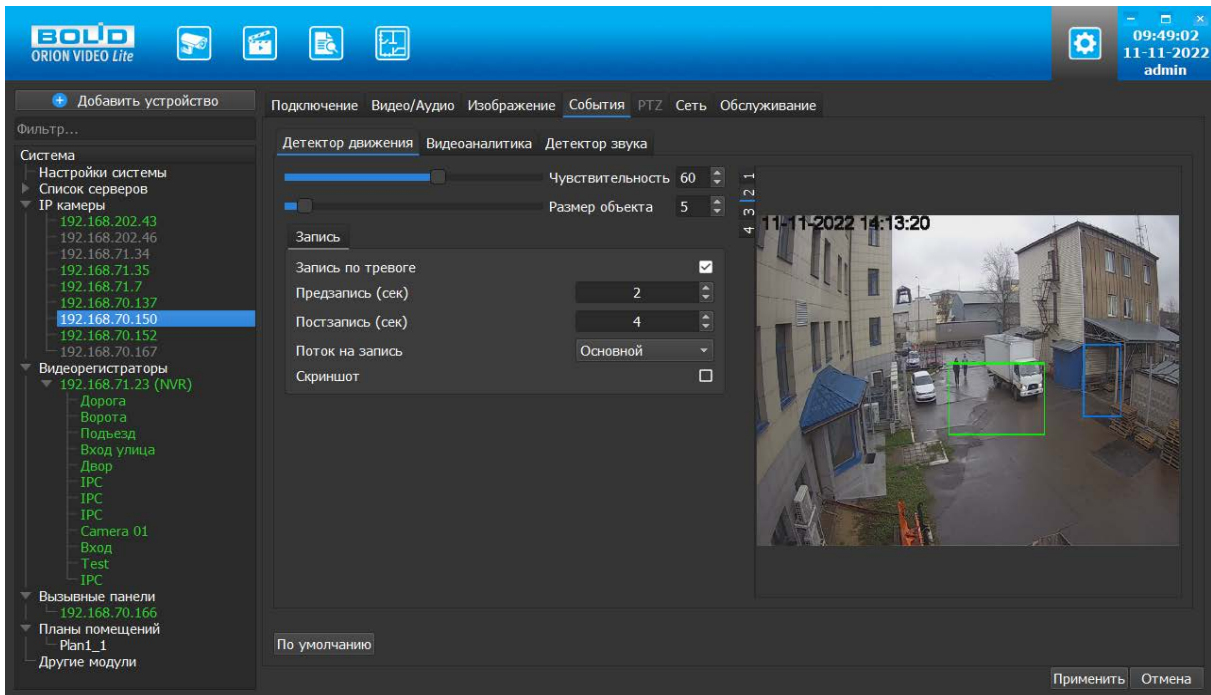 BOLID
ORION VIDEO Lite
09:49:02
11-11-2022
admin
Добавить устройство
Фильтр...
Система
Настройки системы
Список серверов
IP камеры
192.168.202.43
192.168.202.46
192.168.71.34
192.168.71.35
192.168.71.7
192.168.70.137
192.168.70.150
192.168.70.152
192.168.70.167
Видеорегистраторы
192.168.71.23 (NVR)
Дорога
Ворота
Подъезд
Вход улица
Двор
IPC
IPC
IPC
Camera 01
Вход
Test
IPC
Вызывные панели
192.168.70.166
Планы помещений
Plan1_1
Другие модули
Подключение Видео/Аудио Изображение События PTZ Сеть Обслуживание
Детектор движения Видеоаналитика Детектор звука
Чувствительность 60
Размер объекта 5
Запись
Запись по тревоге
Предзапись (сек) 2
Постзапись (сек) 4
Поток на запись Основной
Скриншот
1
2
3
4
11-11-2022 14:13:20
По умолчанию
Применить Отмена